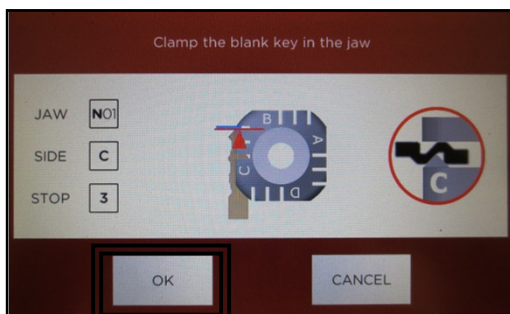 Clamp the blank key in the jaw
JAW N01
SIDE C
STOP 3
B
A
C
D
C
OK
CANCEL